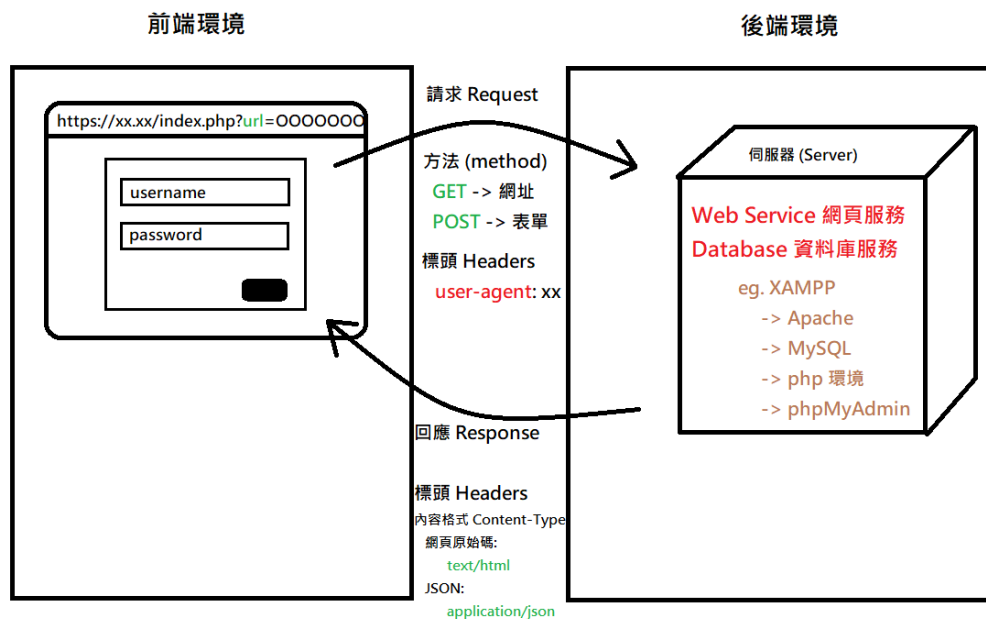 前端環境
https://xx.xx/index.php?url=OOOOOOO
username
password
請求 Request
方法 (method)
GET -> 網址
POST -> 表單
標頭 Headers
user-agent: xx
回應 Response
標頭 Headers
內容格式 Content-Type
網頁原始碼:
text/html
JSON:
application/json
後端環境
伺服器 (Server)
Web Service 網頁服務
Database 資料庫服務
eg. XAMPP
-> Apache
-> MySQL
-> php 環境
-> phpMyAdmin